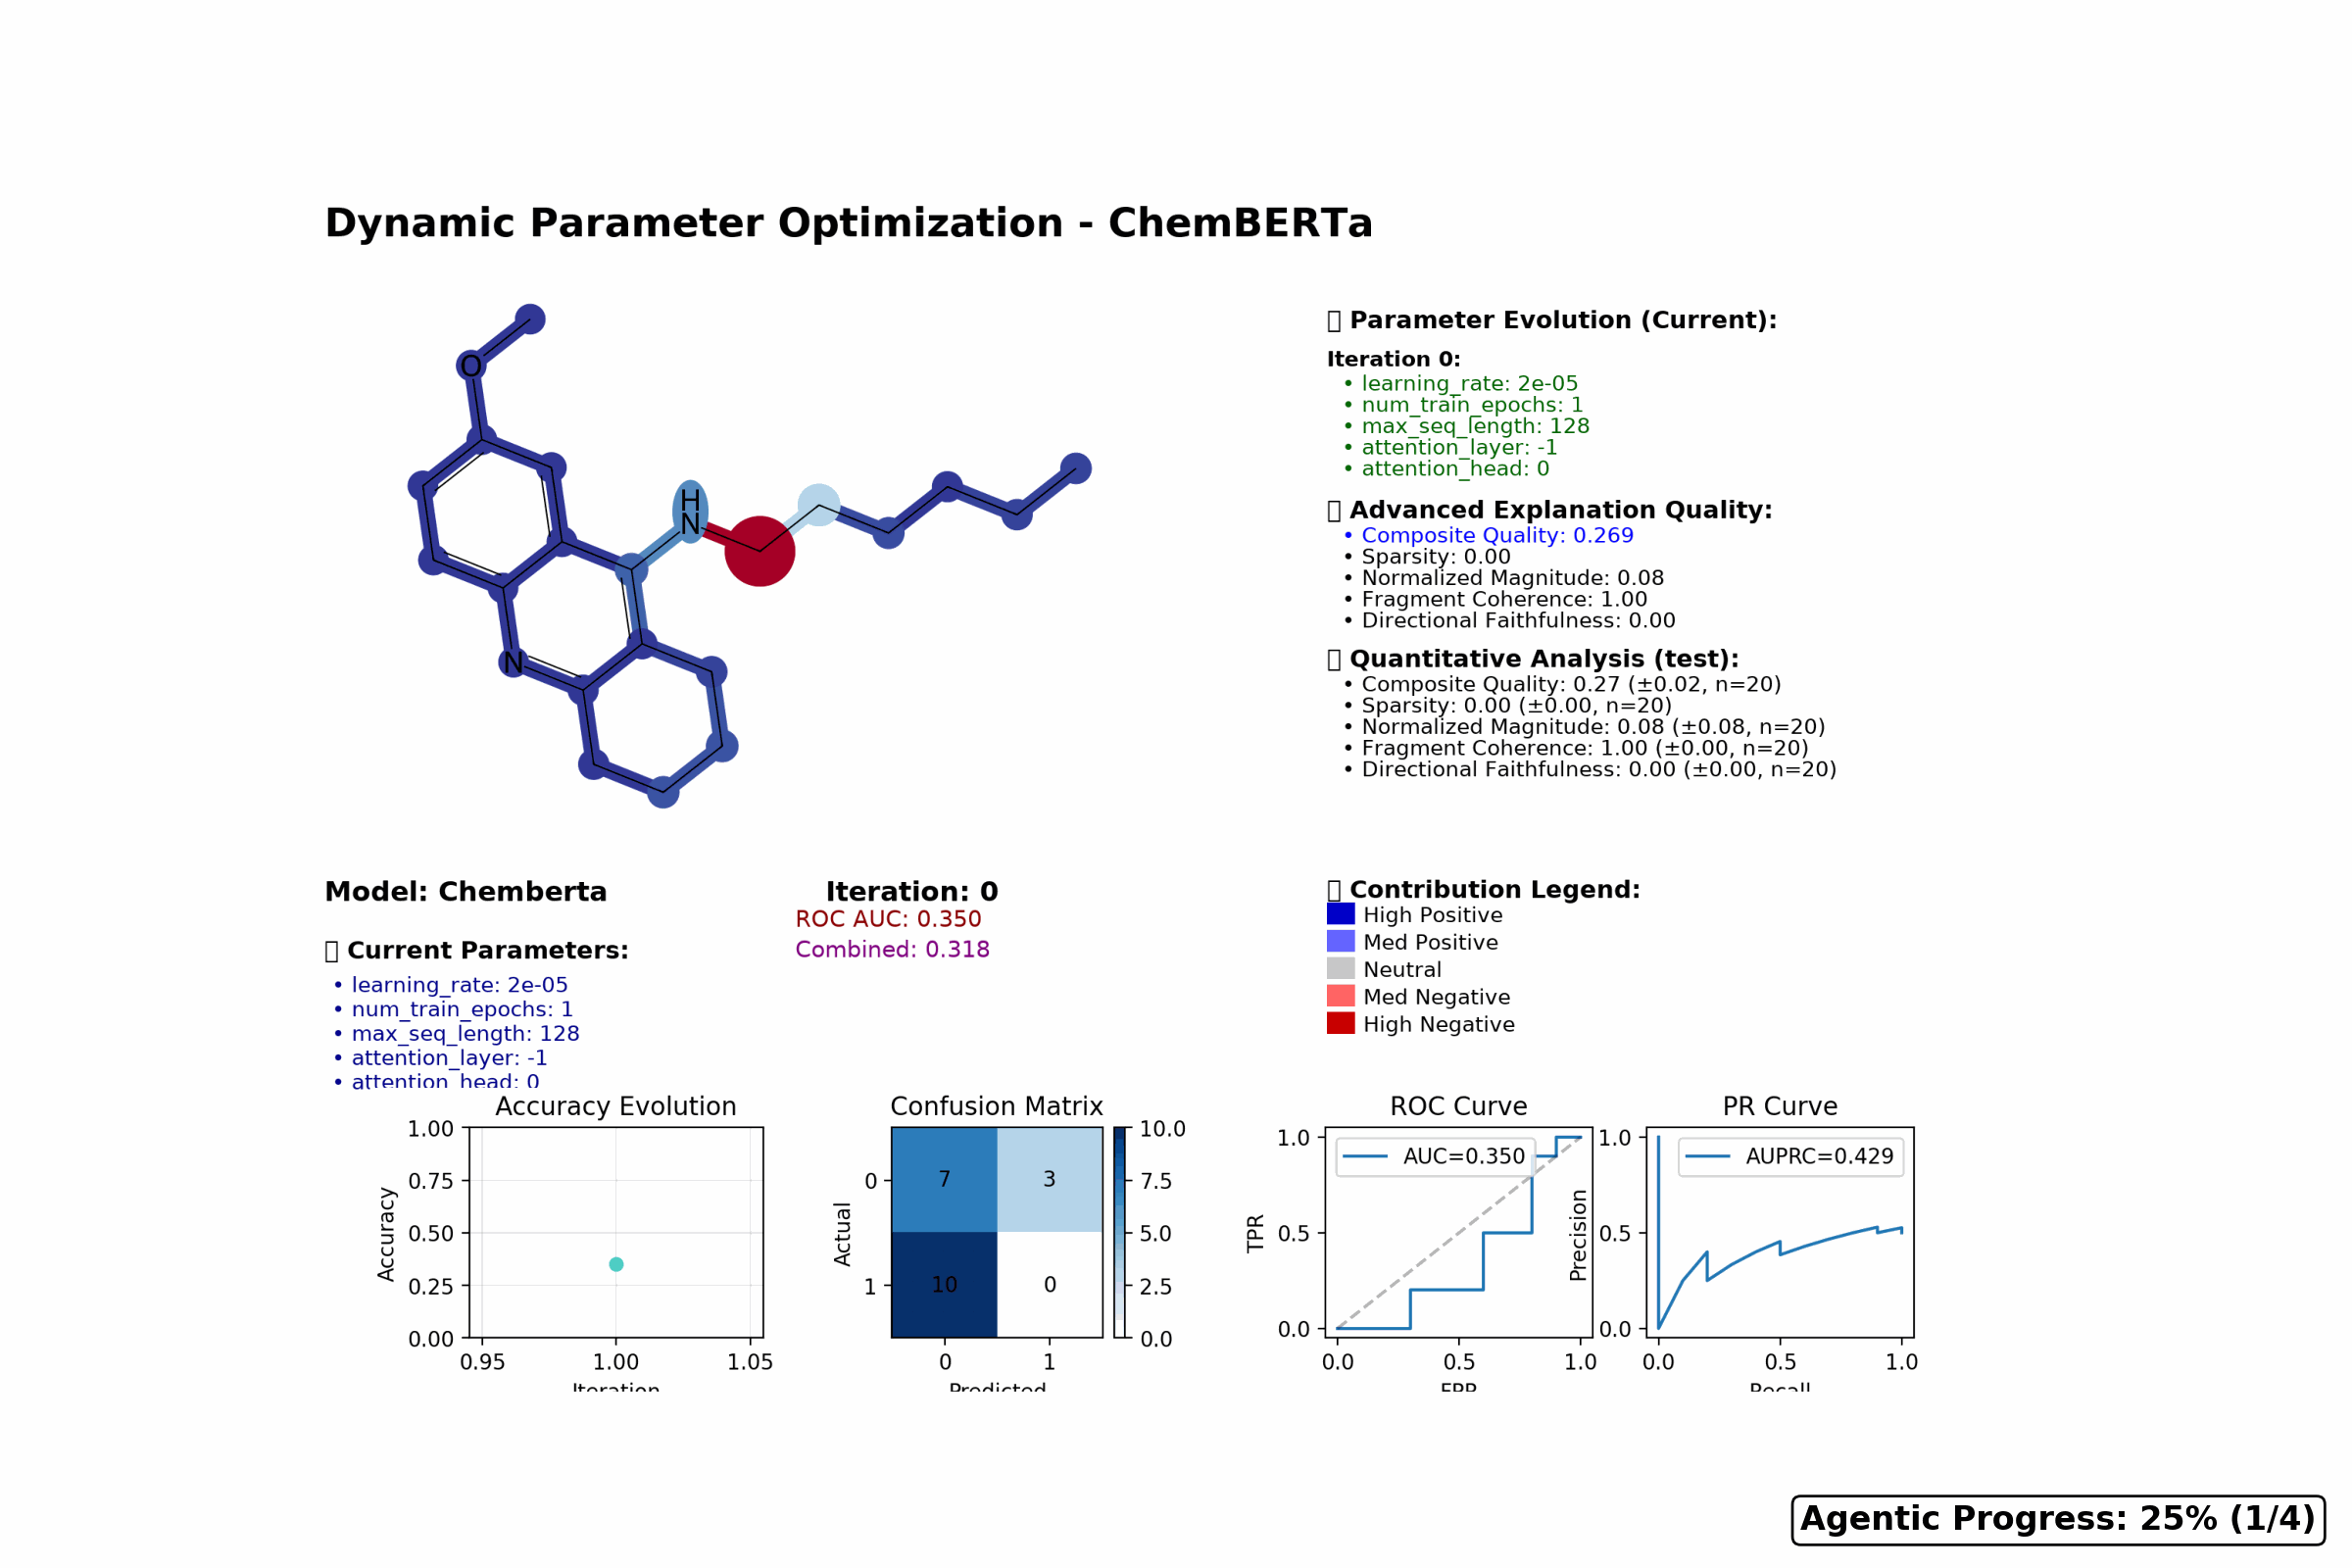 Dynamic Parameter Optimization - ChemBERTa
O
H
N
N
Parameter Evolution (Current):
Iteration 0:
• learning_rate: 2e-05
• num_train_epochs: 1
• max_seq_length: 128
• attention_layer: -1
• attention_head: 0
Advanced Explanation Quality:
• Composite Quality: 0.269
• Sparsity: 0.00
• Normalized Magnitude: 0.08
• Fragment Coherence: 1.00
• Directional Faithfulness: 0.00
Quantitative Analysis (test):
• Composite Quality: 0.27 (±0.02, n=20)
• Sparsity: 0.00 (±0.00, n=20)
• Normalized Magnitude: 0.08 (±0.08, n=20)
• Fragment Coherence: 1.00 (±0.00, n=20)
• Directional Faithfulness: 0.00 (±0.00, n=20)
Model: Chemberta
Iteration: 0
ROC AUC: 0.350
Combined: 0.318
Current Parameters:
• learning_rate: 2e-05
• num_train_epochs: 1
• max_seq_length: 128
• attention_layer: -1
• attention_head: 0
Contribution Legend:
High Positive
Med Positive
Neutral
Med Negative
High Negative
Accuracy Evolution
Accuracy
1.00
0.75
0.50
0.25
0.00
0.95 1.00 1.05
Iteration
Confusion Matrix
Actual
0
1
7 3
10 0
0 1
Predicted
10.0
7.5
5.0
2.5
0.0
ROC Curve
TPR
1.0
0.5
0.0
AUC=0.350
0.0 0.5 1.0
FPR
PR Curve
Precision
1.0
0.5
0.0
AUPRC=0.429
0.0 0.5 1.0
Recall
Agentic Progress: 25% (1/4)